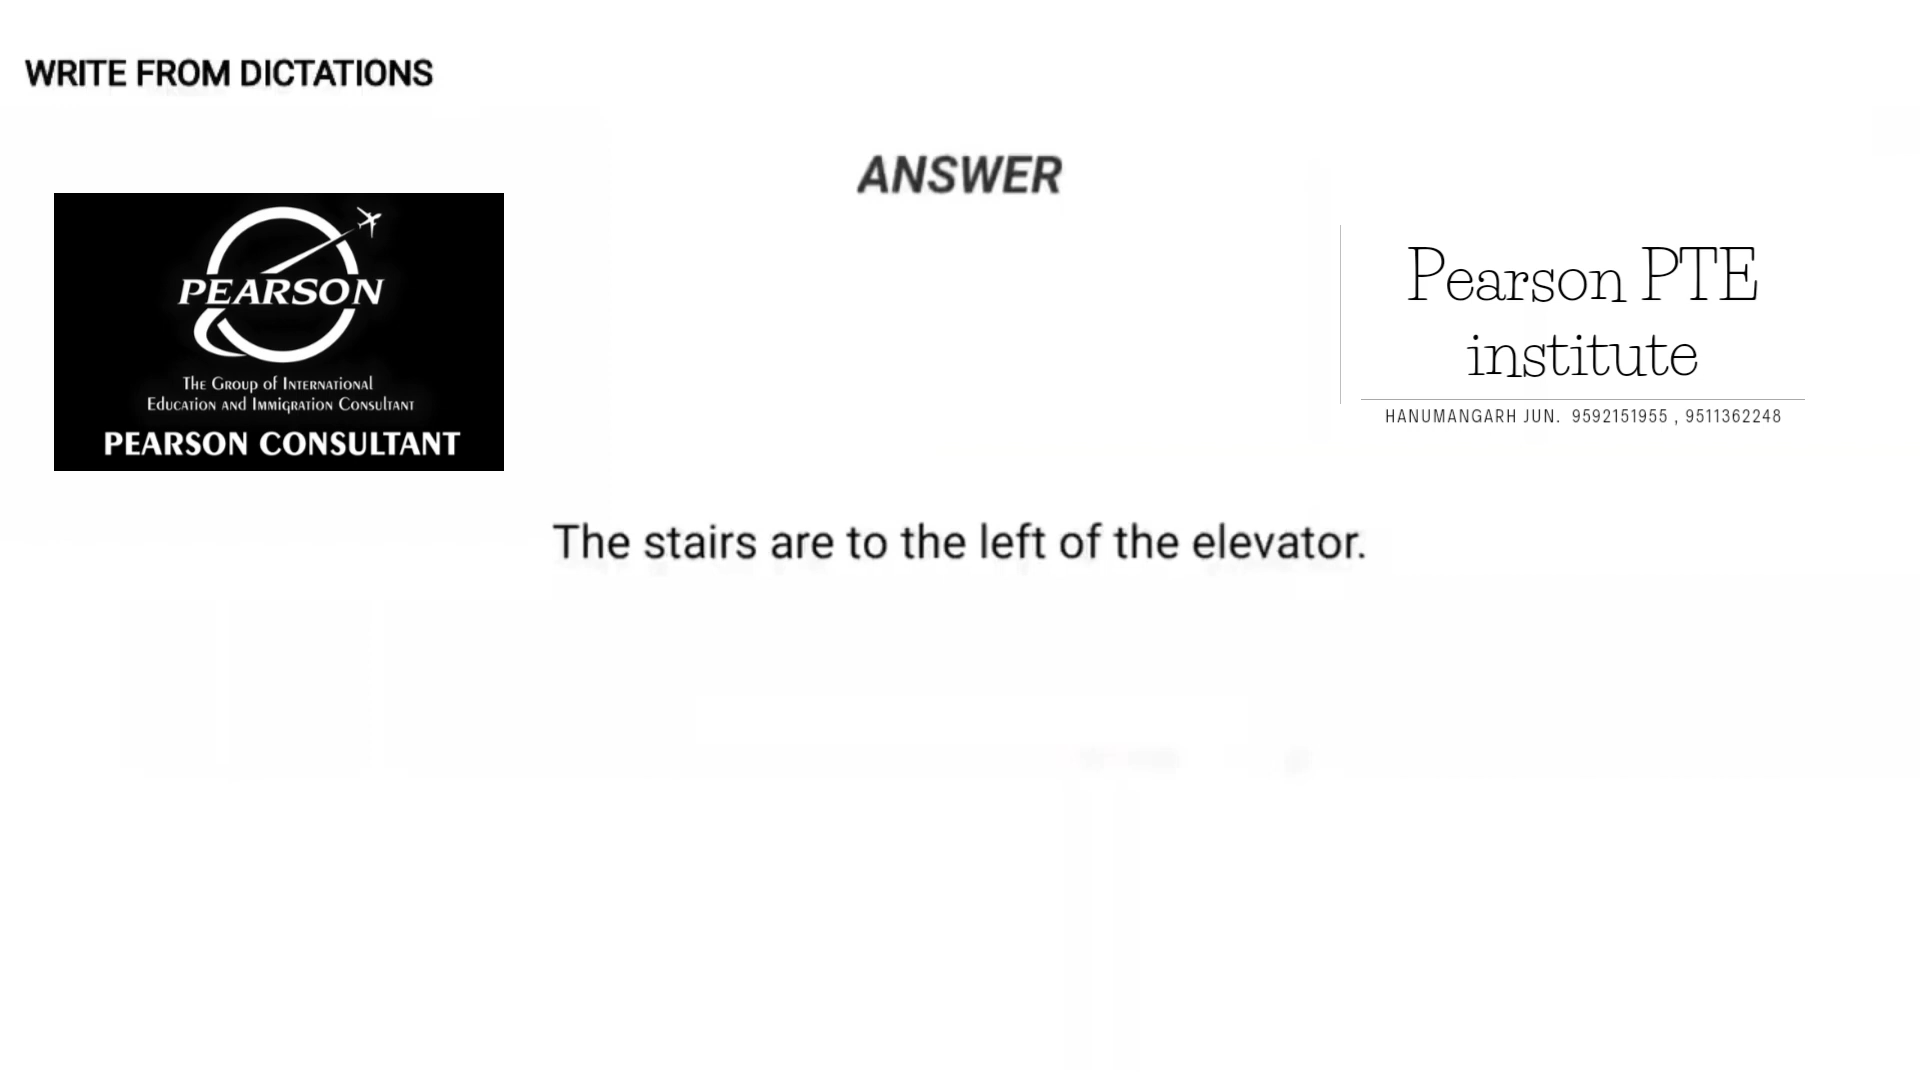 WRITE FROM DICTATIONS
ANSWER
PEARSON
The Group of International
Education and Immigration Consultant
PEARSON CONSULTANT
Pearson PTE
institute
HANUMANGARH JUN. 9592151955 , 9511362248
The stairs are to the left of the elevator.